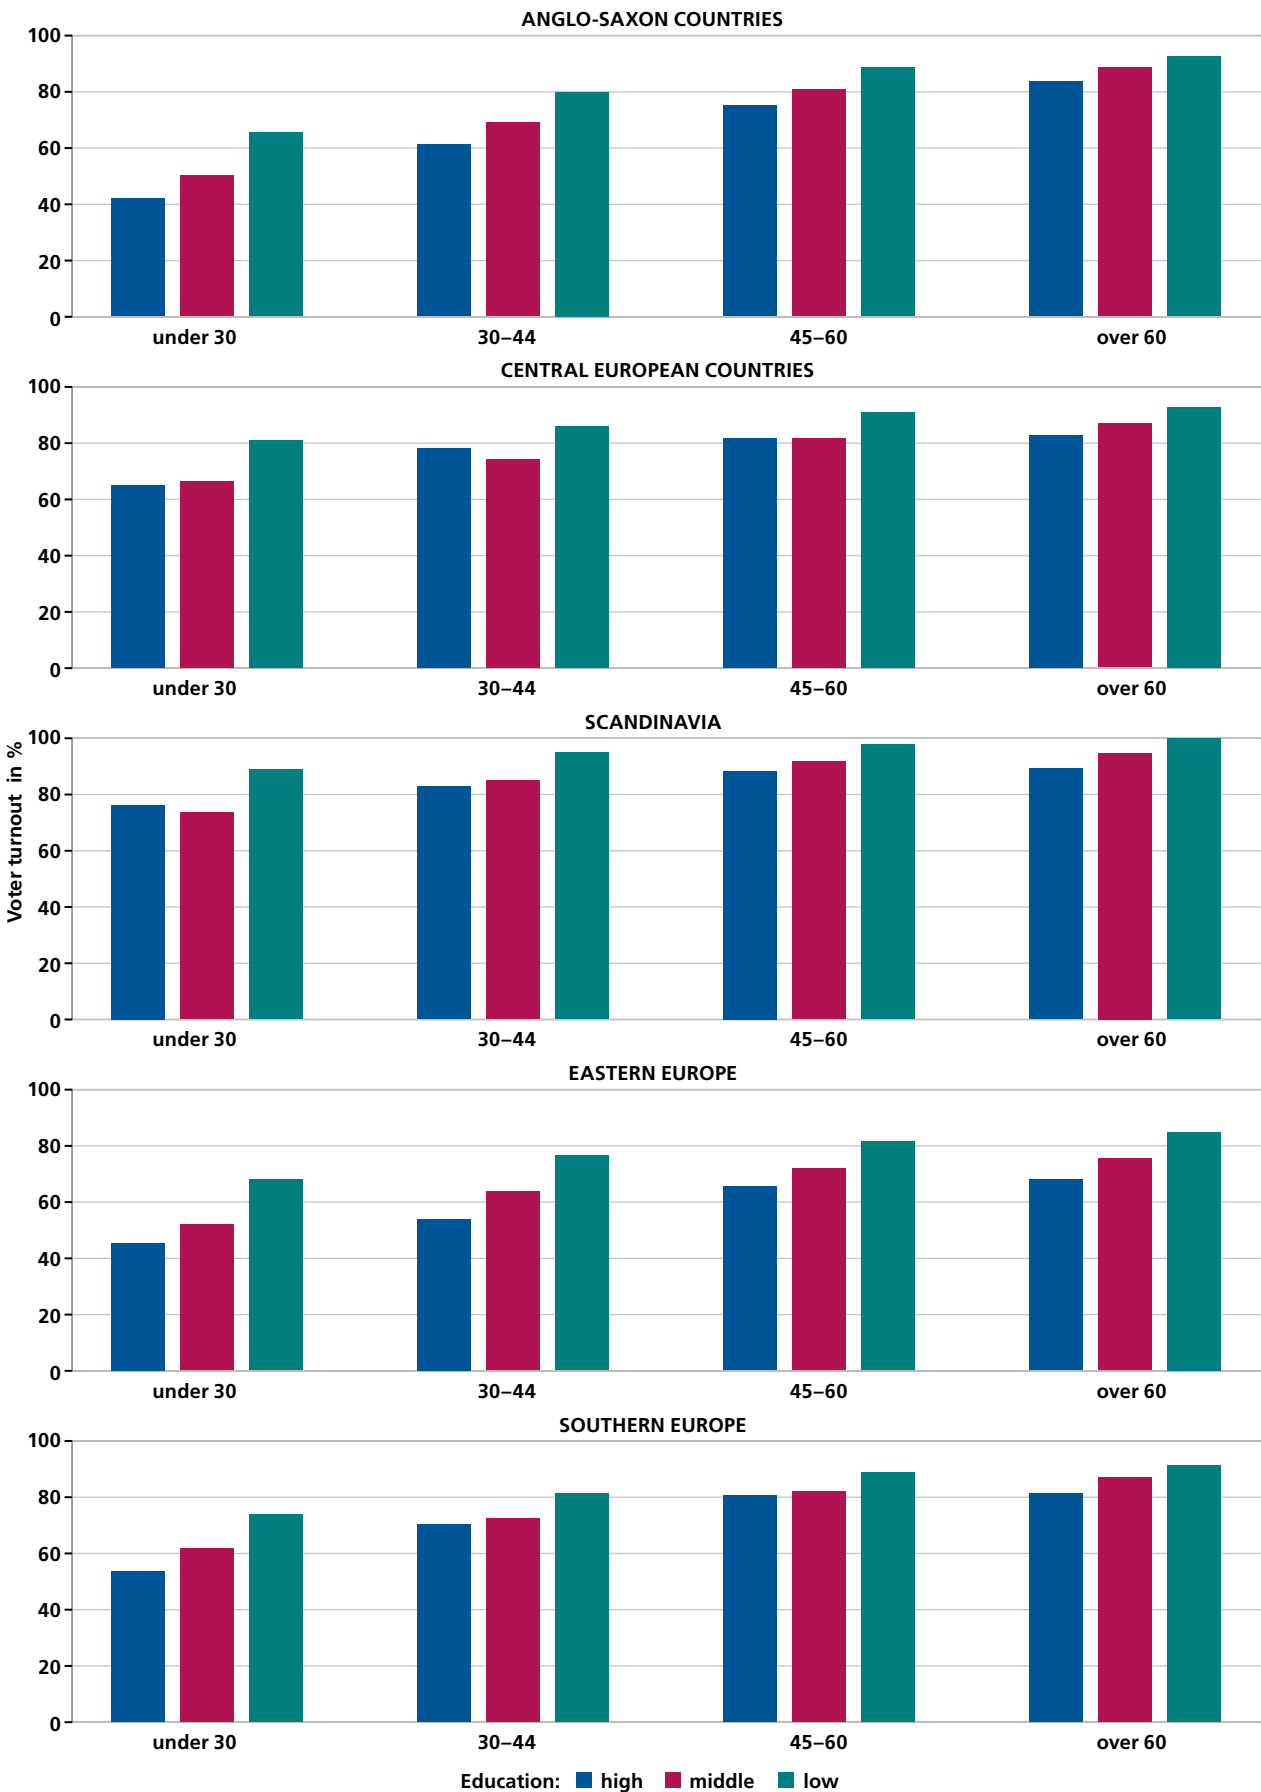 ANGLO-SAXON COUNTRIES
100
80
60
40
20
0
under 30 30–44 45–60 over 60
CENTRAL EUROPEAN COUNTRIES
100
80
60
40
20
0
under 30 30–44 45–60 over 60
SCANDINAVIA
Voter turnout in %
100
80
60
40
20
0
under 30 30–44 45–60 over 60
EASTERN EUROPE
100
80
60
40
20
0
under 30 30–44 45–60 over 60
SOUTHERN EUROPE
100
80
60
40
20
0
under 30 30–44 45–60 over 60
Education: high middle low